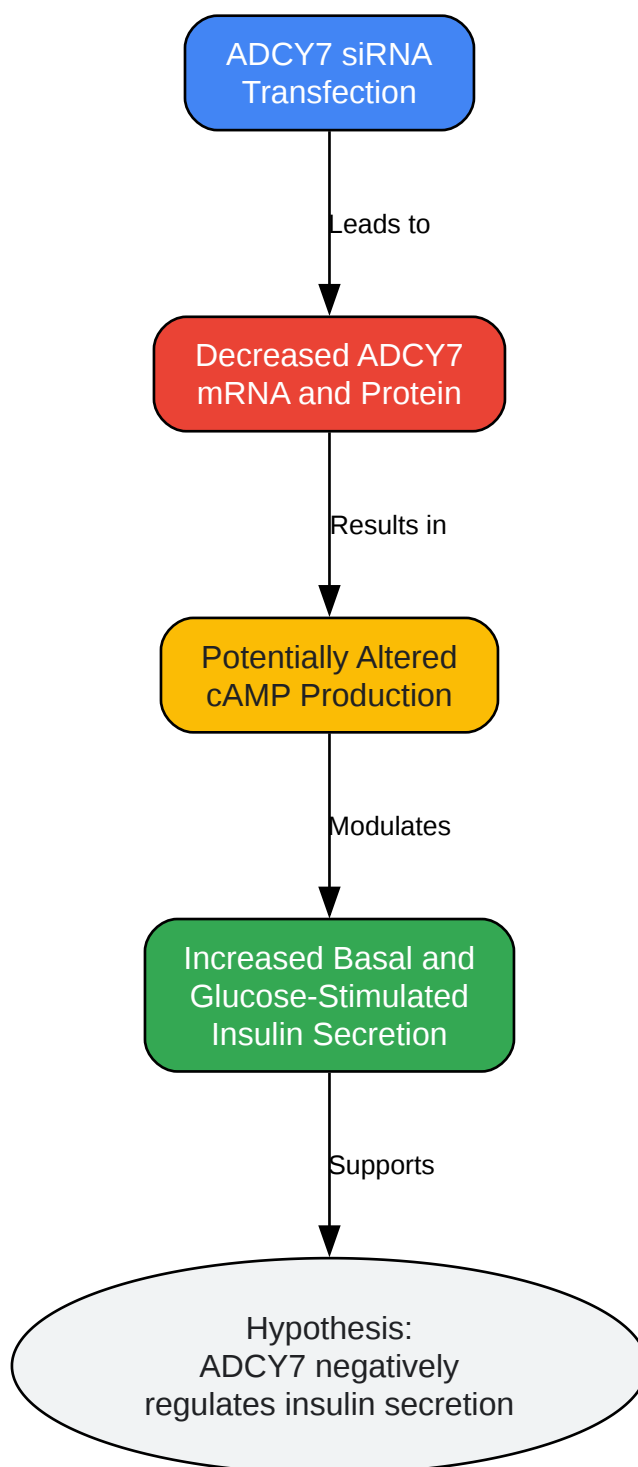 ADCY7 siRNA
Transfection
Leads to
Decreased ADCY7
mRNA and Protein
Results in
Potentially Altered
cAMP Production
Modulates
Increased Basal and
Glucose-Stimulated
Insulin Secretion
Supports
Hypothesis:
ADCY7 negatively
regulates insulin secretion